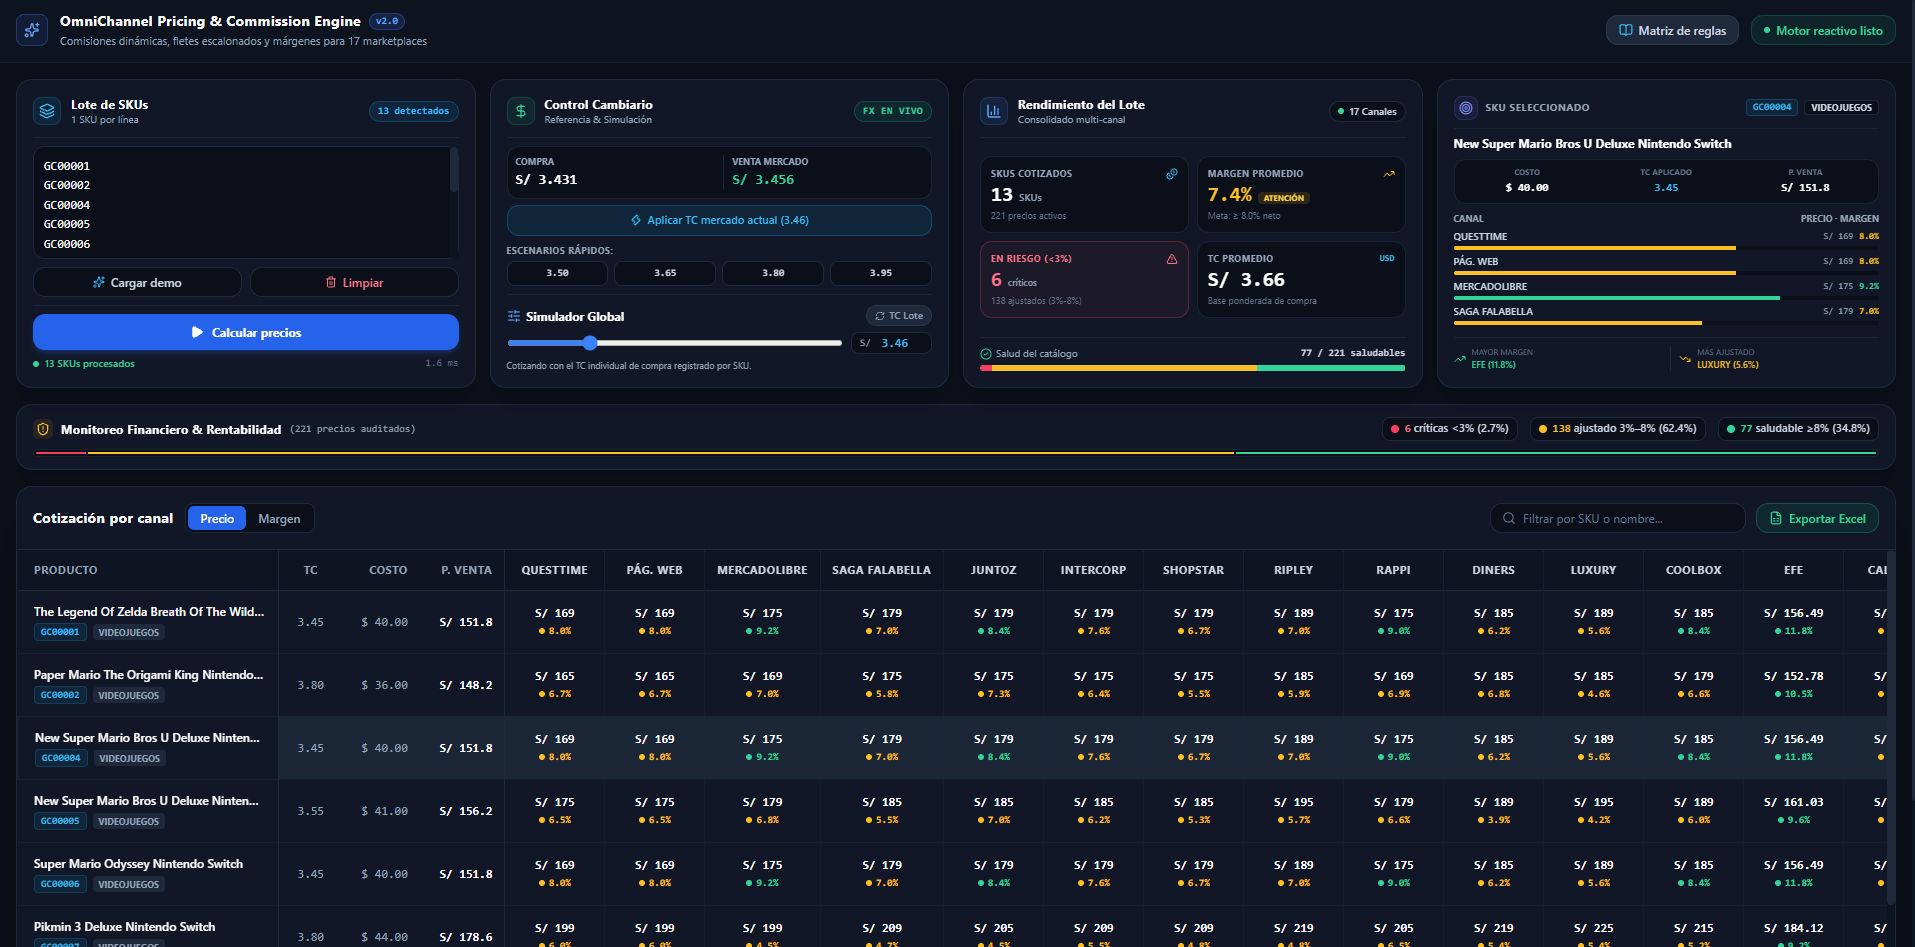 OmniChannel Pricing & Commission Engine v2.0
Comisiones dinámicas, fletes escalonados y márgenes para 17 marketplaces
Matriz de reglas
Motor reactivo listo
Lote de SKUs
1 SKU por línea
13 detectados
GC00001
GC00002
GC00004
GC00005
GC00006
Cargar demo
Limpiar
Calcular precios
13 SKUs procesados
1.6 ms
Control Cambiario
Referencia & Simulación
FX EN VIVO
COMPRA
S/ 3.431
VENTA MERCADO
S/ 3.456
Aplicar TC mercado actual (3.46)
ESCENARIOS RÁPIDOS:
3.50 3.65 3.80 3.95
Simulador Global
TC Lote
S/ 3.46
Cotizando con el TC individual de compra registrado por SKU.
Rendimiento del Lote
Consolidado multi-canal
17 Canales
SKUS COTIZADOS
13 SKUs
221 precios activos
MARGEN PROMEDIO
7.4% ATENCIÓN
Meta: ≥ 8.0% neto
EN RIESGO (<3%)
6 críticos
138 ajustados (3%-8%)
TC PROMEDIO
USD
S/ 3.66
Base ponderada de compra
Salud del catálogo
77 / 221 saludables
SKU SELECCIONADO
GC00004 VIDEOJUEGOS
New Super Mario Bros U Deluxe Nintendo Switch
COSTO
$ 40.00
TC APLICADO
3.45
P. VENTA
S/ 151.8
CANAL PRECIO · MARGEN
QUESTTIME S/ 169 8.0%
PÁG. WEB S/ 169 8.0%
MERCADOLIBRE S/ 175 9.2%
SAGA FALABELLA S/ 179 7.0%
MAYOR MARGEN
EFE (11.8%)
MÁS AJUSTADO
LUXURY (5.6%)
Monitoreo Financiero & Rentabilidad (221 precios auditados)
6 críticas <3% (2.7%)
138 ajustado 3%–8% (62.4%)
77 saludable ≥8% (34.8%)
Cotización por canal
Precio Margen
Filtrar por SKU o nombre...
Exportar Excel
PRODUCTO TC COSTO P. VENTA QUESTTIME PÁG. WEB MERCADOLIBRE SAGA FALABELLA JUNTOZ INTERCORP SHOPSTAR RIPLEY RAPPI DINERS LUXURY COOLBOX EFE CAL
The Legend Of Zelda Breath Of The Wild...
GC00001 VIDEOJUEGOS
3.45 $ 40.00 S/ 151.8
S/ 169 S/ 169 S/ 175 S/ 179 S/ 179 S/ 179 S/ 179 S/ 189 S/ 175 S/ 185 S/ 189 S/ 185 S/ 156.49 S/
8.0% 8.0% 9.2% 7.0% 8.4% 7.6% 6.7% 7.0% 9.0% 6.2% 5.6% 8.4% 11.8%
Paper Mario The Origami King Nintendo...
GC00002 VIDEOJUEGOS
3.80 $ 36.00 S/ 148.2
S/ 165 S/ 165 S/ 169 S/ 175 S/ 175 S/ 175 S/ 175 S/ 185 S/ 169 S/ 185 S/ 185 S/ 179 S/ 152.78 S/
6.7% 6.7% 7.0% 5.8% 7.3% 6.4% 5.5% 5.9% 6.9% 6.8% 4.6% 6.6% 10.5%
New Super Mario Bros U Deluxe Ninten...
GC00004 VIDEOJUEGOS
3.45 $ 40.00 S/ 151.8
S/ 169 S/ 169 S/ 175 S/ 179 S/ 179 S/ 179 S/ 179 S/ 189 S/ 175 S/ 185 S/ 189 S/ 185 S/ 156.49 S/
8.0% 8.0% 9.2% 7.0% 8.4% 7.6% 6.7% 7.0% 9.0% 6.2% 5.6% 8.4% 11.8%
New Super Mario Bros U Deluxe Ninten...
GC00005 VIDEOJUEGOS
3.55 $ 41.00 S/ 156.2
S/ 175 S/ 175 S/ 179 S/ 185 S/ 185 S/ 185 S/ 185 S/ 195 S/ 179 S/ 189 S/ 195 S/ 189 S/ 161.03 S/
6.5% 6.5% 6.8% 5.5% 7.0% 6.2% 5.3% 5.7% 6.6% 3.9% 4.2% 6.0% 9.6%
Super Mario Odyssey Nintendo Switch
GC00006 VIDEOJUEGOS
3.45 $ 40.00 S/ 151.8
S/ 169 S/ 169 S/ 175 S/ 179 S/ 179 S/ 179 S/ 179 S/ 189 S/ 175 S/ 185 S/ 189 S/ 185 S/ 156.49 S/
8.0% 8.0% 9.2% 7.0% 8.4% 7.6% 6.7% 7.0% 9.0% 6.2% 5.6% 8.4% 11.8%
Pikmin 3 Deluxe Nintendo Switch
GC00007 VIDEOJUEGOS
3.80 $ 44.00 S/ 178.6
S/ 199 S/ 199 S/ 199 S/ 209 S/ 205 S/ 209 S/ 209 S/ 219 S/ 205 S/ 219 S/ 225 S/ 215 S/ 184.12 S/